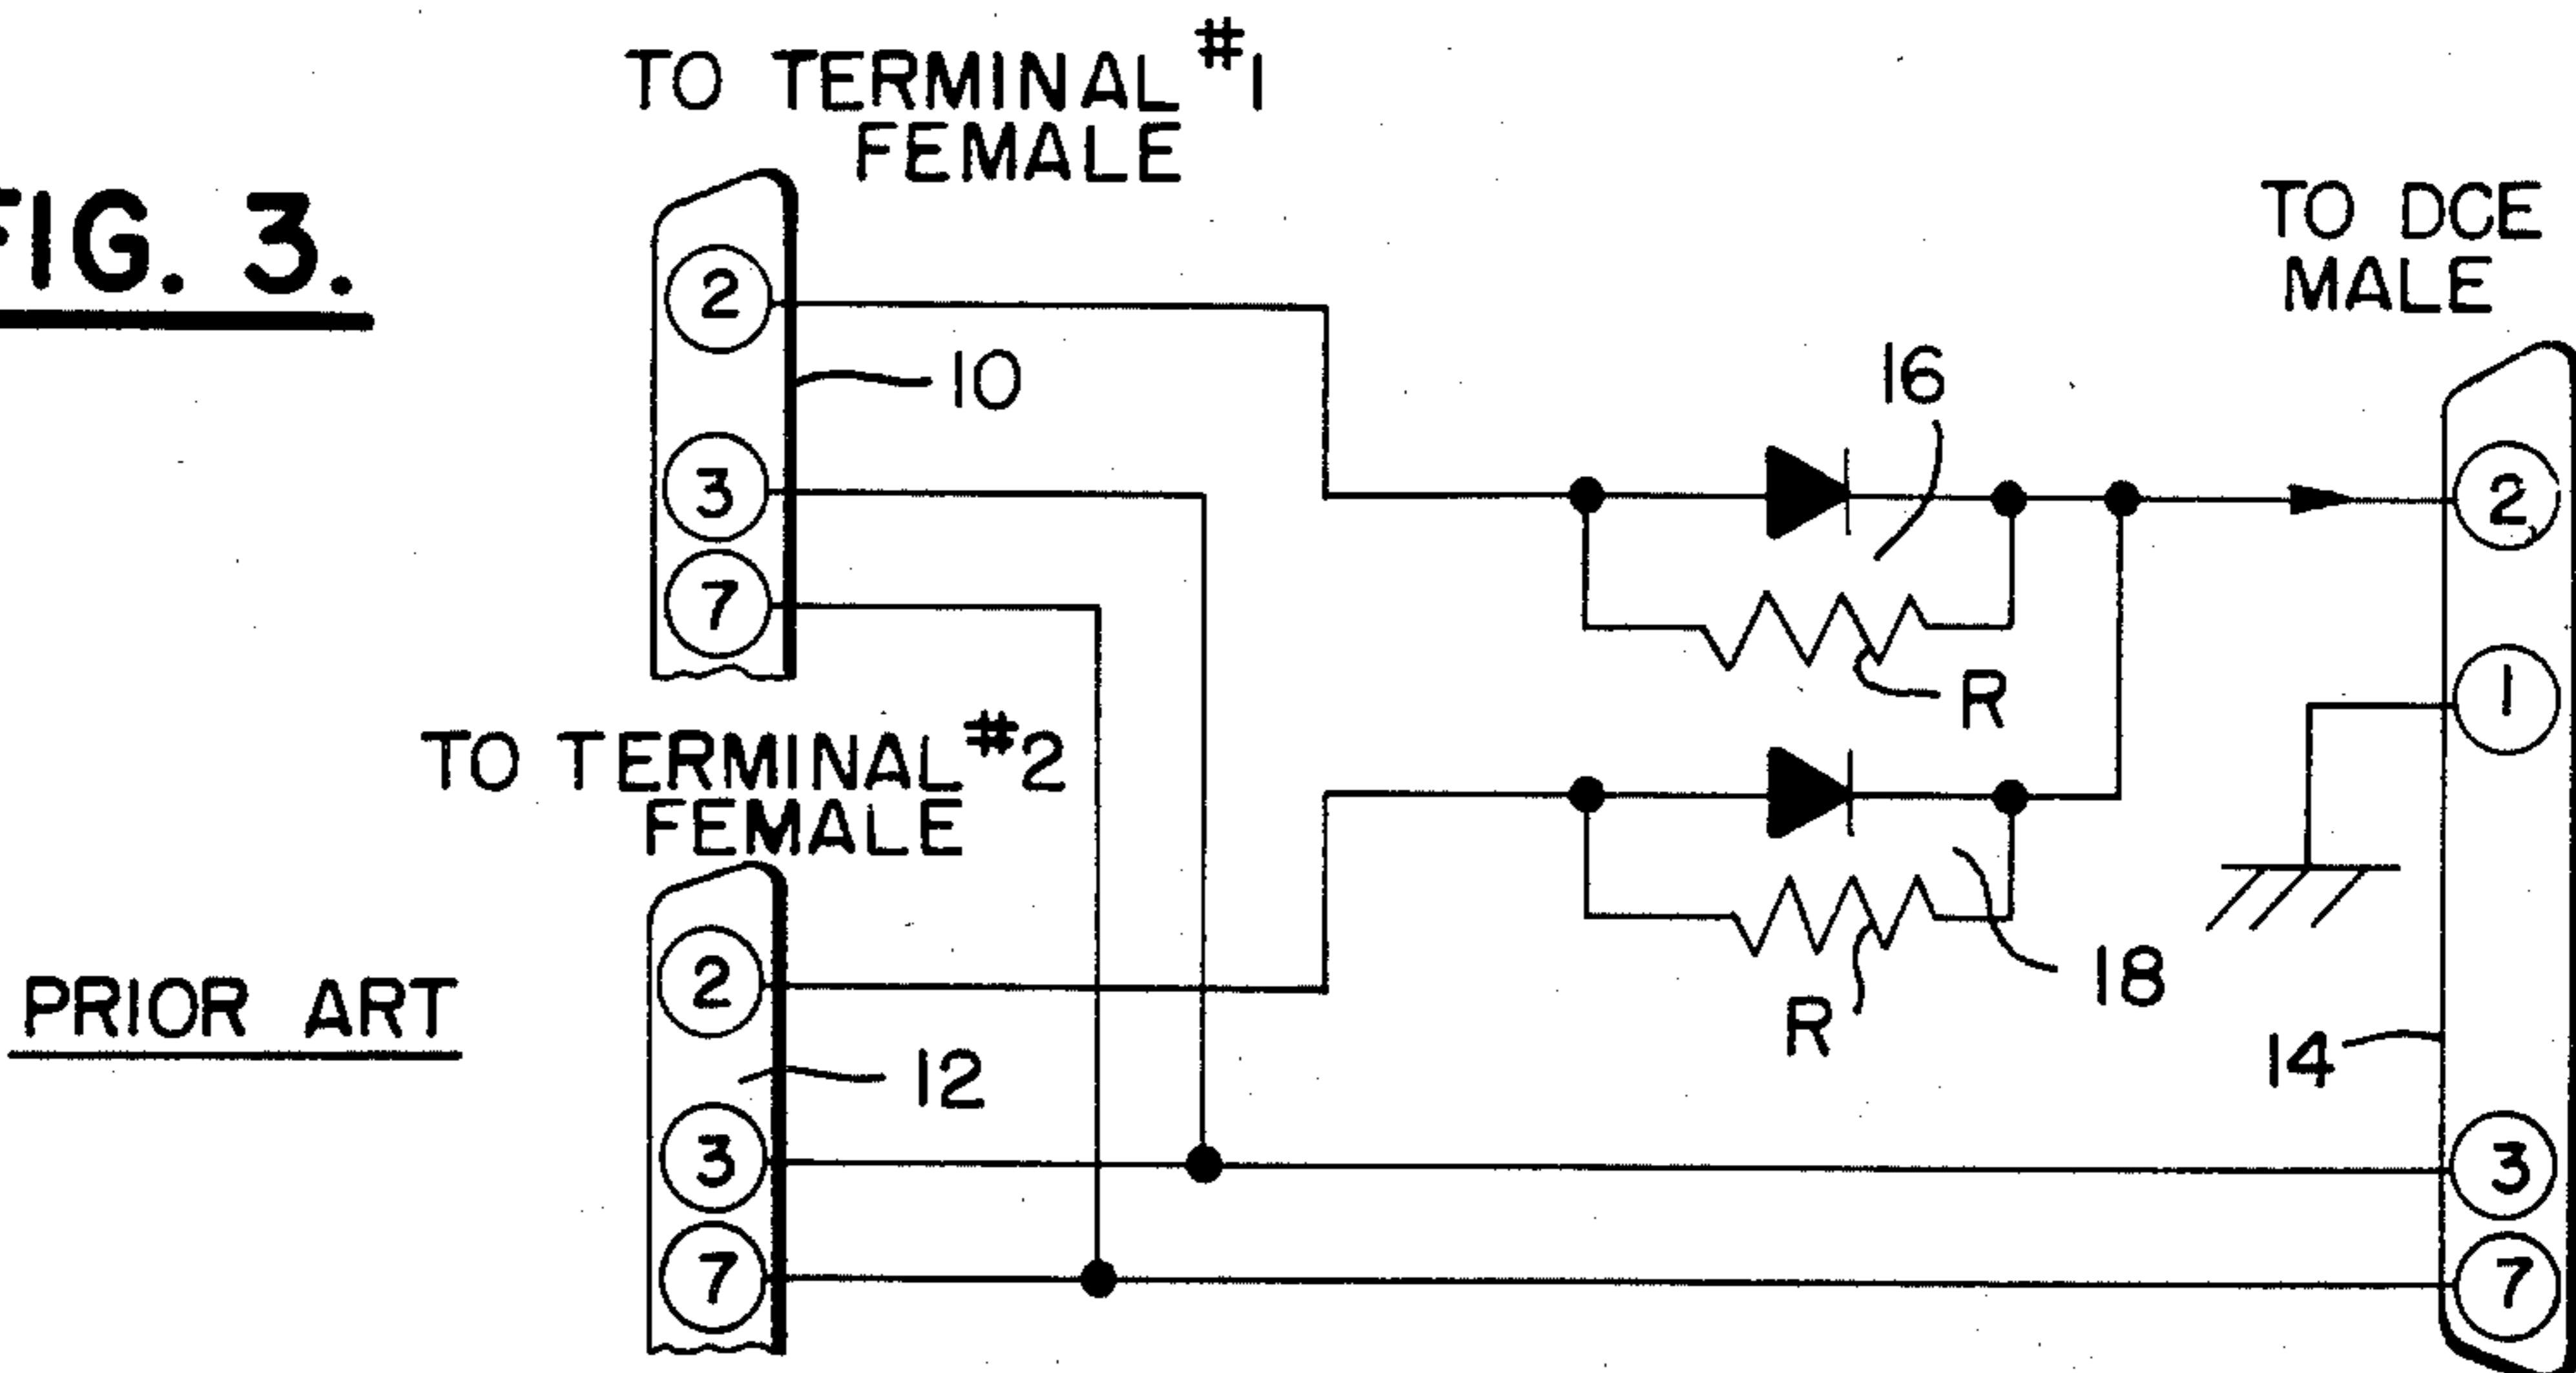 FIG. 3.
TO TERMINAL #1
FEMALE
2
10
3
7
TO DCE
MALE
16
2
R
1
TO TERMINAL #2
FEMALE
2
12
3
7
R
18
14
3
7
PRIOR ART